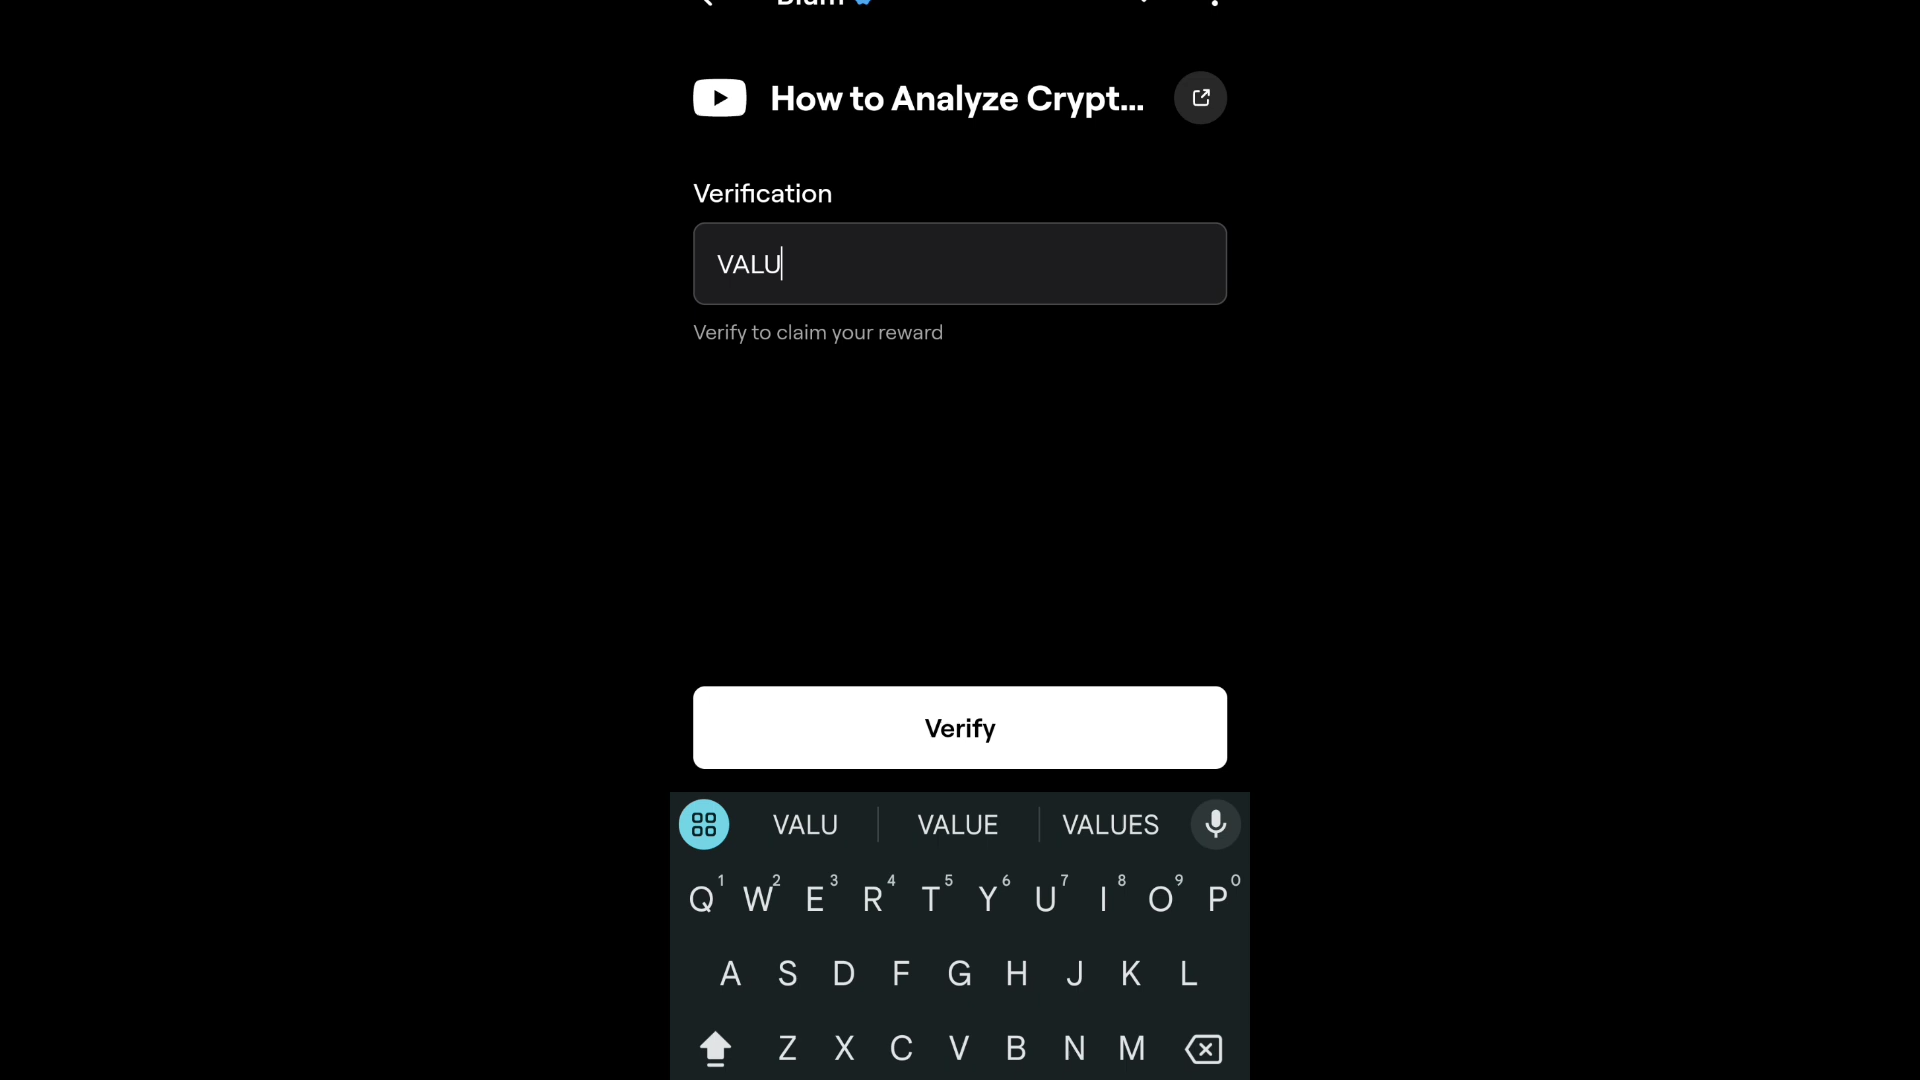 Blum
How to Analyze Crypt...
Verification
VALU
Verify to claim your reward
Verify
VALU VALUE VALUES
Q1 W2 E3 R4 T5 Y6 U7 I8 O9 P0
A S D F G H J K L
Z X C V B N M